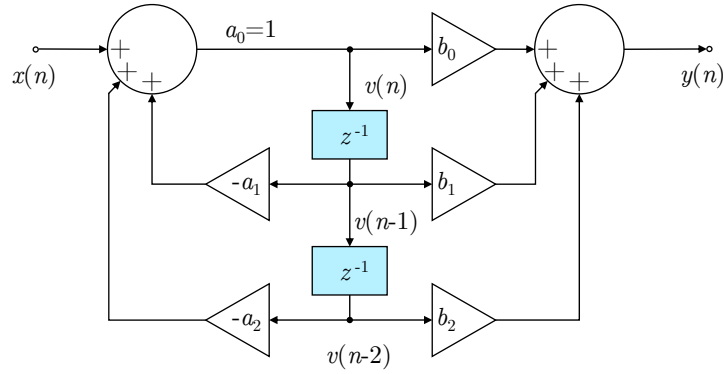 a₀=1
b₀
+ + + + + +
x(n) y(n)
v(n)
z⁻¹
-a₁ b₁
v(n-1)
z⁻¹
-a₂ b₂
v(n-2)